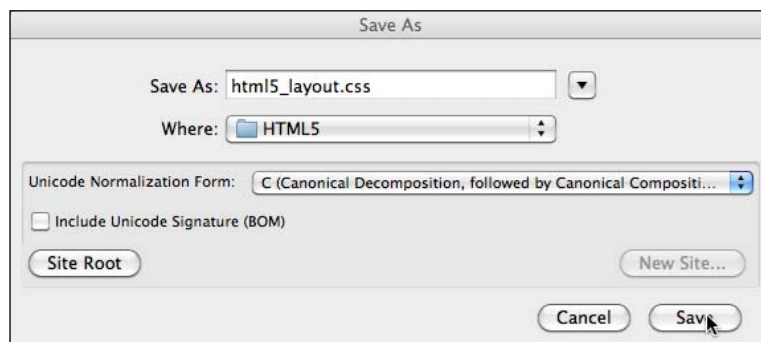 Save As
Save As: html5_layout.css
Where: HTML5
Unicode Normalization Form: C (Canonical Decomposition, followed by Canonical Compositi...
Include Unicode Signature (BOM)
Site Root New Site...
Cancel Save